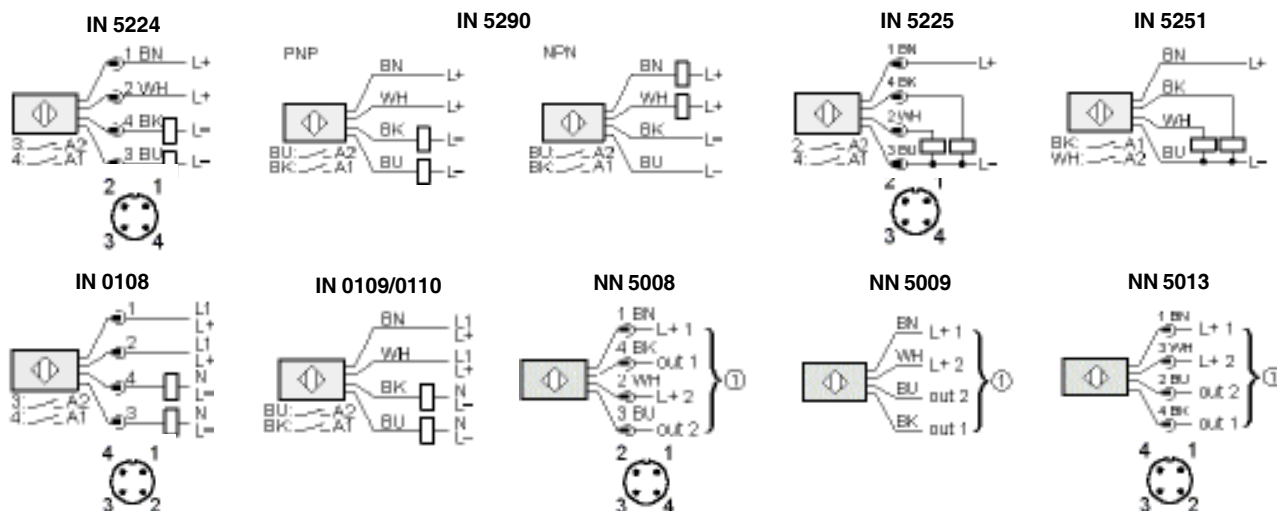 IN 5224
1 BN L+
2 WH L+
4 BK L-
3 BU L-
3: A2
4: A1
2 1
3 4
IN 5290
PNP
BN L+
WH L+
BK L-
BU L-
BU: A2
BK: A1
NPN
BN L+
WH L+
BK L-
BU L-
BU: A2
BK: A1
IN 5225
1 BN L+
4 BK
2 WH
3 BU L-
2: A2
4: A1
2 1
3 4
IN 5251
BN L+
BK
WH
BU L-
BK: A1
WH: A2
IN 0108
1 L1
L+
2 L1
L+
4 N
L-
3 N
L-
3: A2
4: A1
4 1
3 2
IN 0109/0110
BN L1
L+
WH L1
L+
BK N
L-
BU N
L-
BU: A2
BK: A1
NN 5008
1 BN L+ 1
4 BK out 1
2 WH L+ 2
3 BU out 2
①
2 1
3 4
NN 5009
BN L+ 1
WH L+ 2
BU out 2
BK out 1
①
NN 5013
1 BN L+ 1
3 WH L+ 2
2 BU out 2
4 BK out 1
①
4 1
3 2